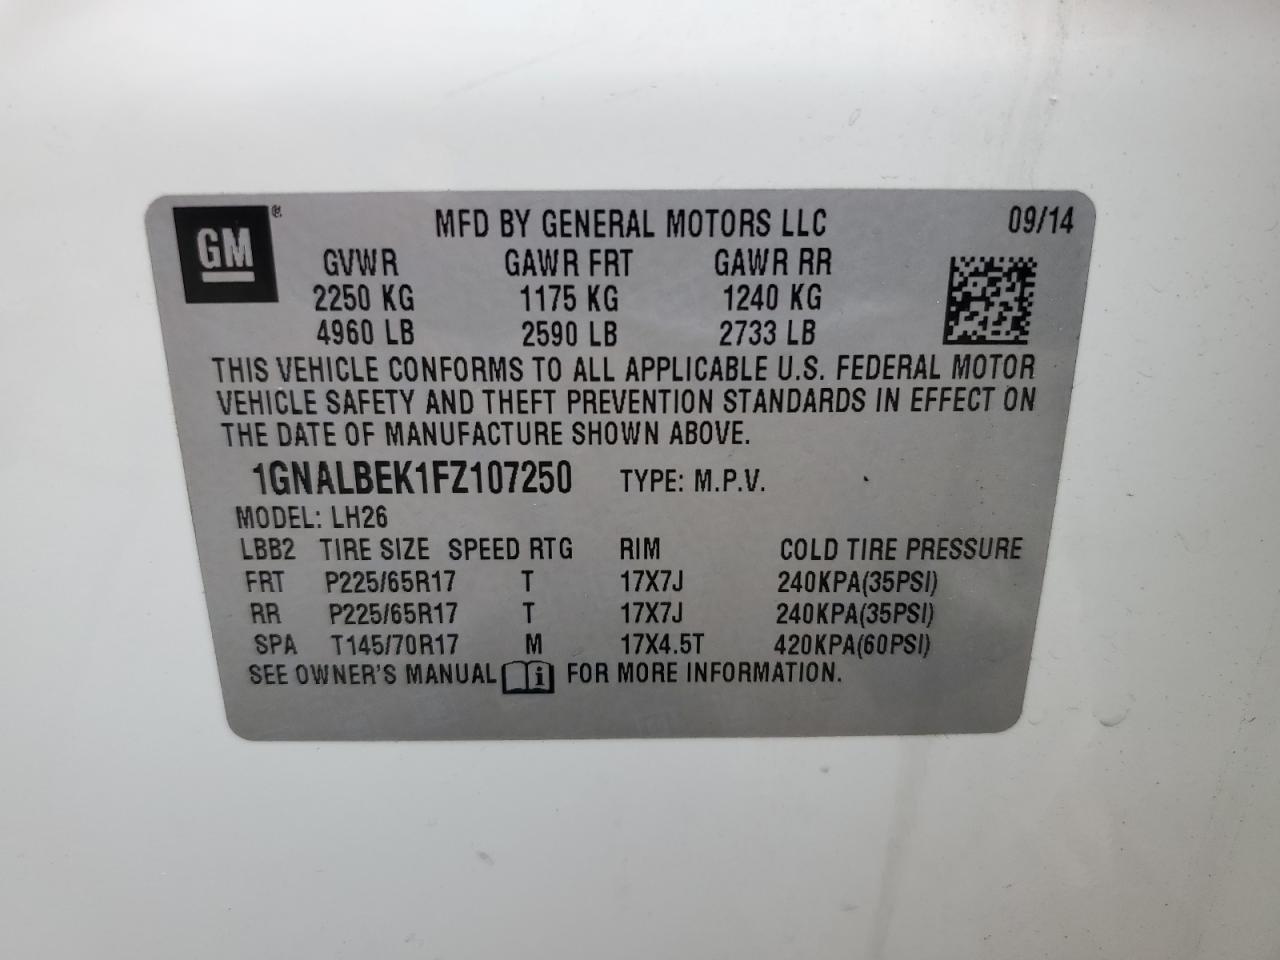 GM ® MFD BY GENERAL MOTORS LLC 09/14
GVWR GAWR FRT GAWR RR
2250 KG 1175 KG 1240 KG
4960 LB 2590 LB 2733 LB
THIS VEHICLE CONFORMS TO ALL APPLICABLE U.S. FEDERAL MOTOR
VEHICLE SAFETY AND THEFT PREVENTION STANDARDS IN EFFECT ON
THE DATE OF MANUFACTURE SHOWN ABOVE.
1GNALBEK1FZ107250 TYPE: M.P.V.
MODEL: LH26
LBB2 TIRE SIZE SPEED RTG RIM COLD TIRE PRESSURE
FRT P225/65R17 T 17X7J 240KPA(35PSI)
RR P225/65R17 T 17X7J 240KPA(35PSI)
SPA T145/70R17 M 17X4.5T 420KPA(60PSI)
SEE OWNER'S MANUAL i FOR MORE INFORMATION.